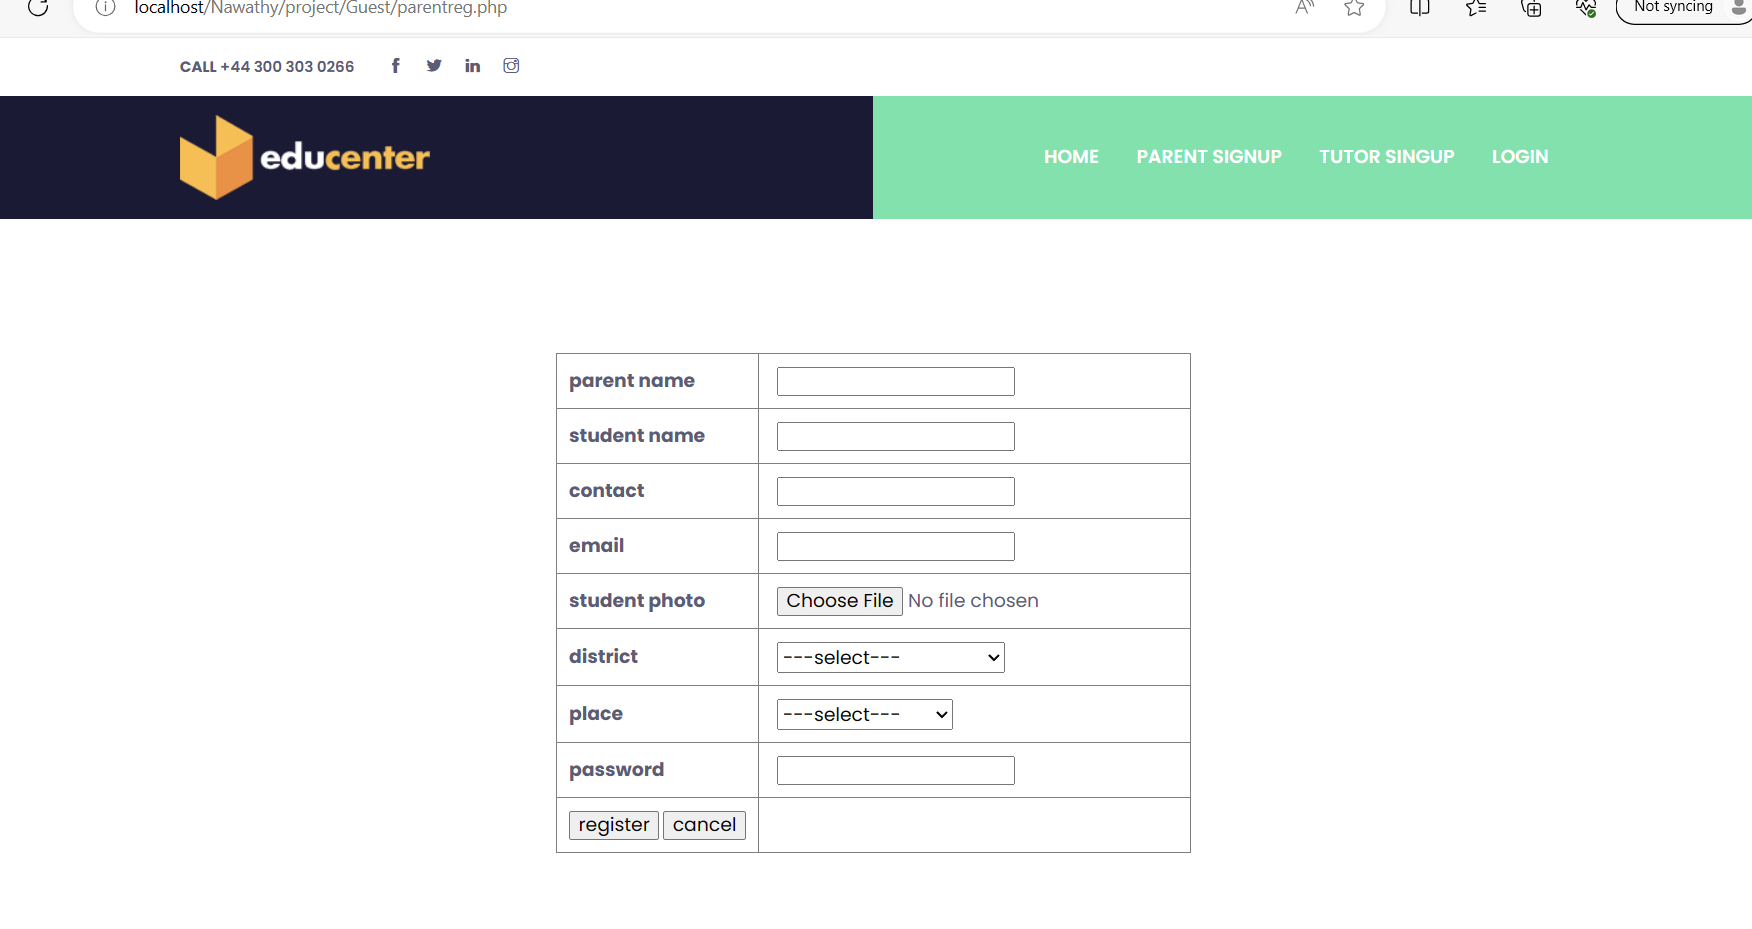 localhost/Nawathy/project/Guest/parentreg.php
Not syncing
CALL +44 300 303 0266
educenter
HOME PARENT SIGNUP TUTOR SINGUP LOGIN
parent name
student name
contact
email
student photo Choose File No file chosen
district ---select---
place ---select---
password
register cancel